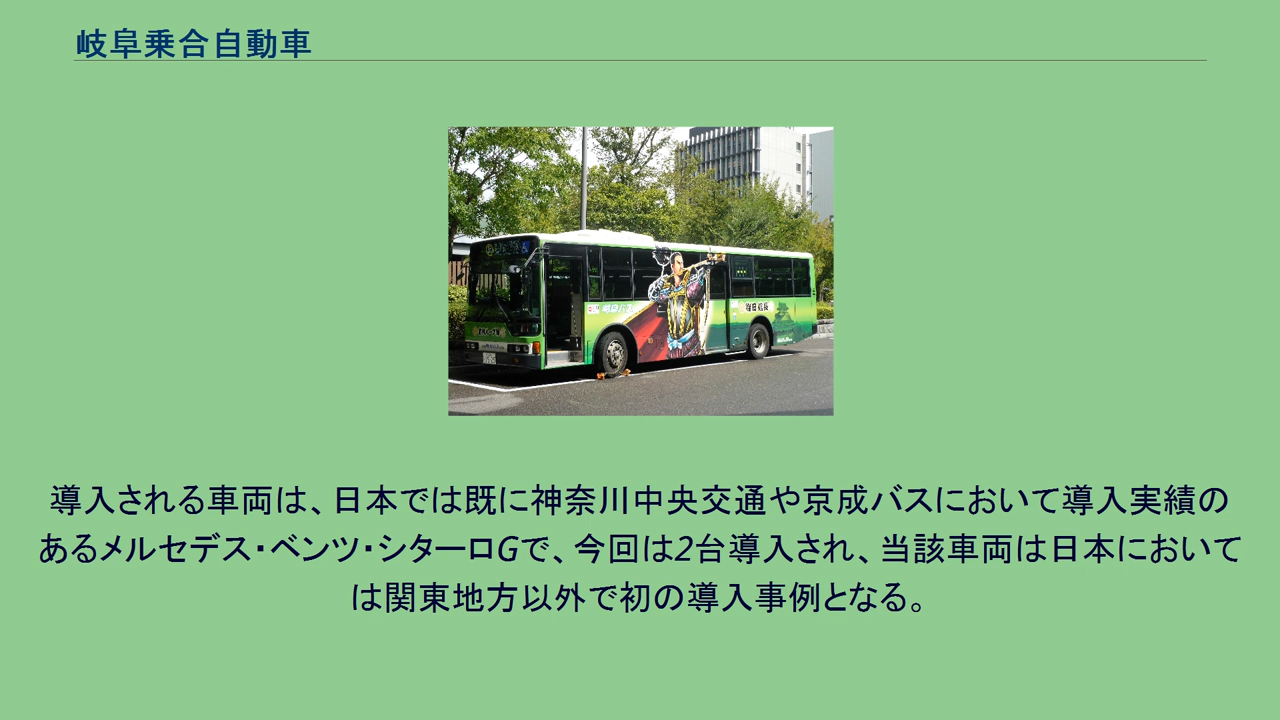 岐阜乗合自動車
織田信長
導入される車両は、日本では既に神奈川中央交通や京成バスにおいて導入実績の
あるメルセデス・ベンツ・シターロGで、今回は2台導入され、当該車両は日本において
は関東地方以外で初の導入事例となる。